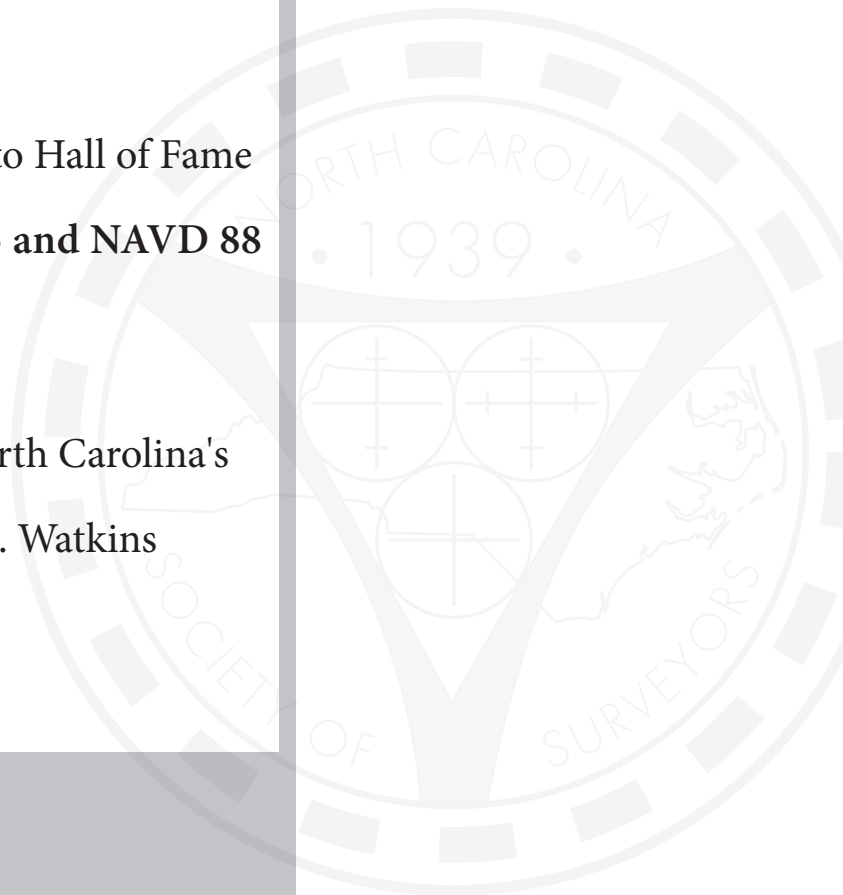 to Hall of Fame
and NAVD 88
rth Carolina's
. Watkins
NORTH CAROLINA
• 1939 •
SOCIETY OF SURVEYORS